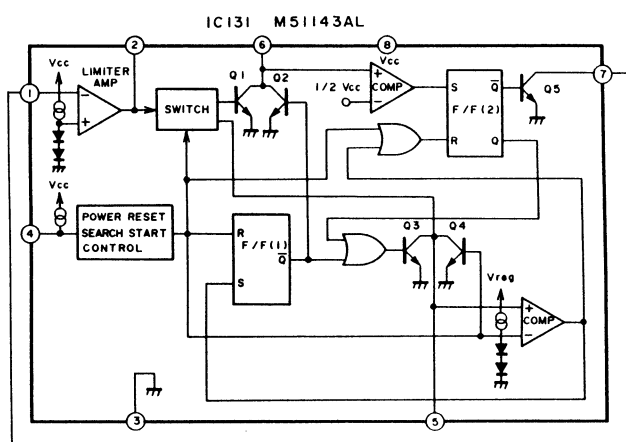 IC131 M51143AL
2
6
8
Vcc
LIMITER
AMP
Q1
Q2
Vcc
7
1
−
+
SWITCH
+
COMP
−
1/2 Vcc
S
Q̅
F/F(2)
R
Q
Q5
Vcc
4
POWER RESET
SEARCH START
CONTROL
R
F/F(1)
Q̅
S
Q3
Q4
Vreg
+
COMP
−
3
5